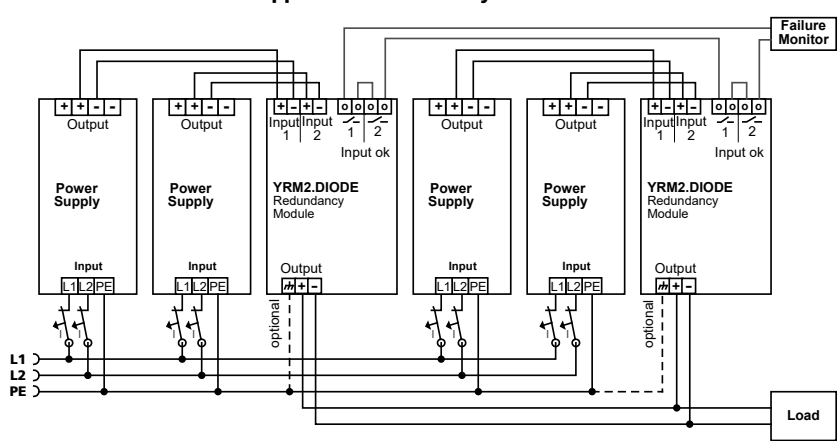 Failure
Monitor
+ + - -
Output
Power
Supply
Input
L1 L2 PE
+ + - -
Output
Power
Supply
Input
L1 L2 PE
+ - + -
Input Input
1 2
o o o o
1 2
Input ok
YRM2.DIODE
Redundancy
Module
Output
+ -
optional
+ + - -
Output
Power
Supply
Input
L1 L2 PE
+ + - -
Output
Power
Supply
Input
L1 L2 PE
+ - + -
Input Input
1 2
o o o o
1 2
Input ok
YRM2.DIODE
Redundancy
Module
Output
+ -
optional
L1
L2
PE
Load